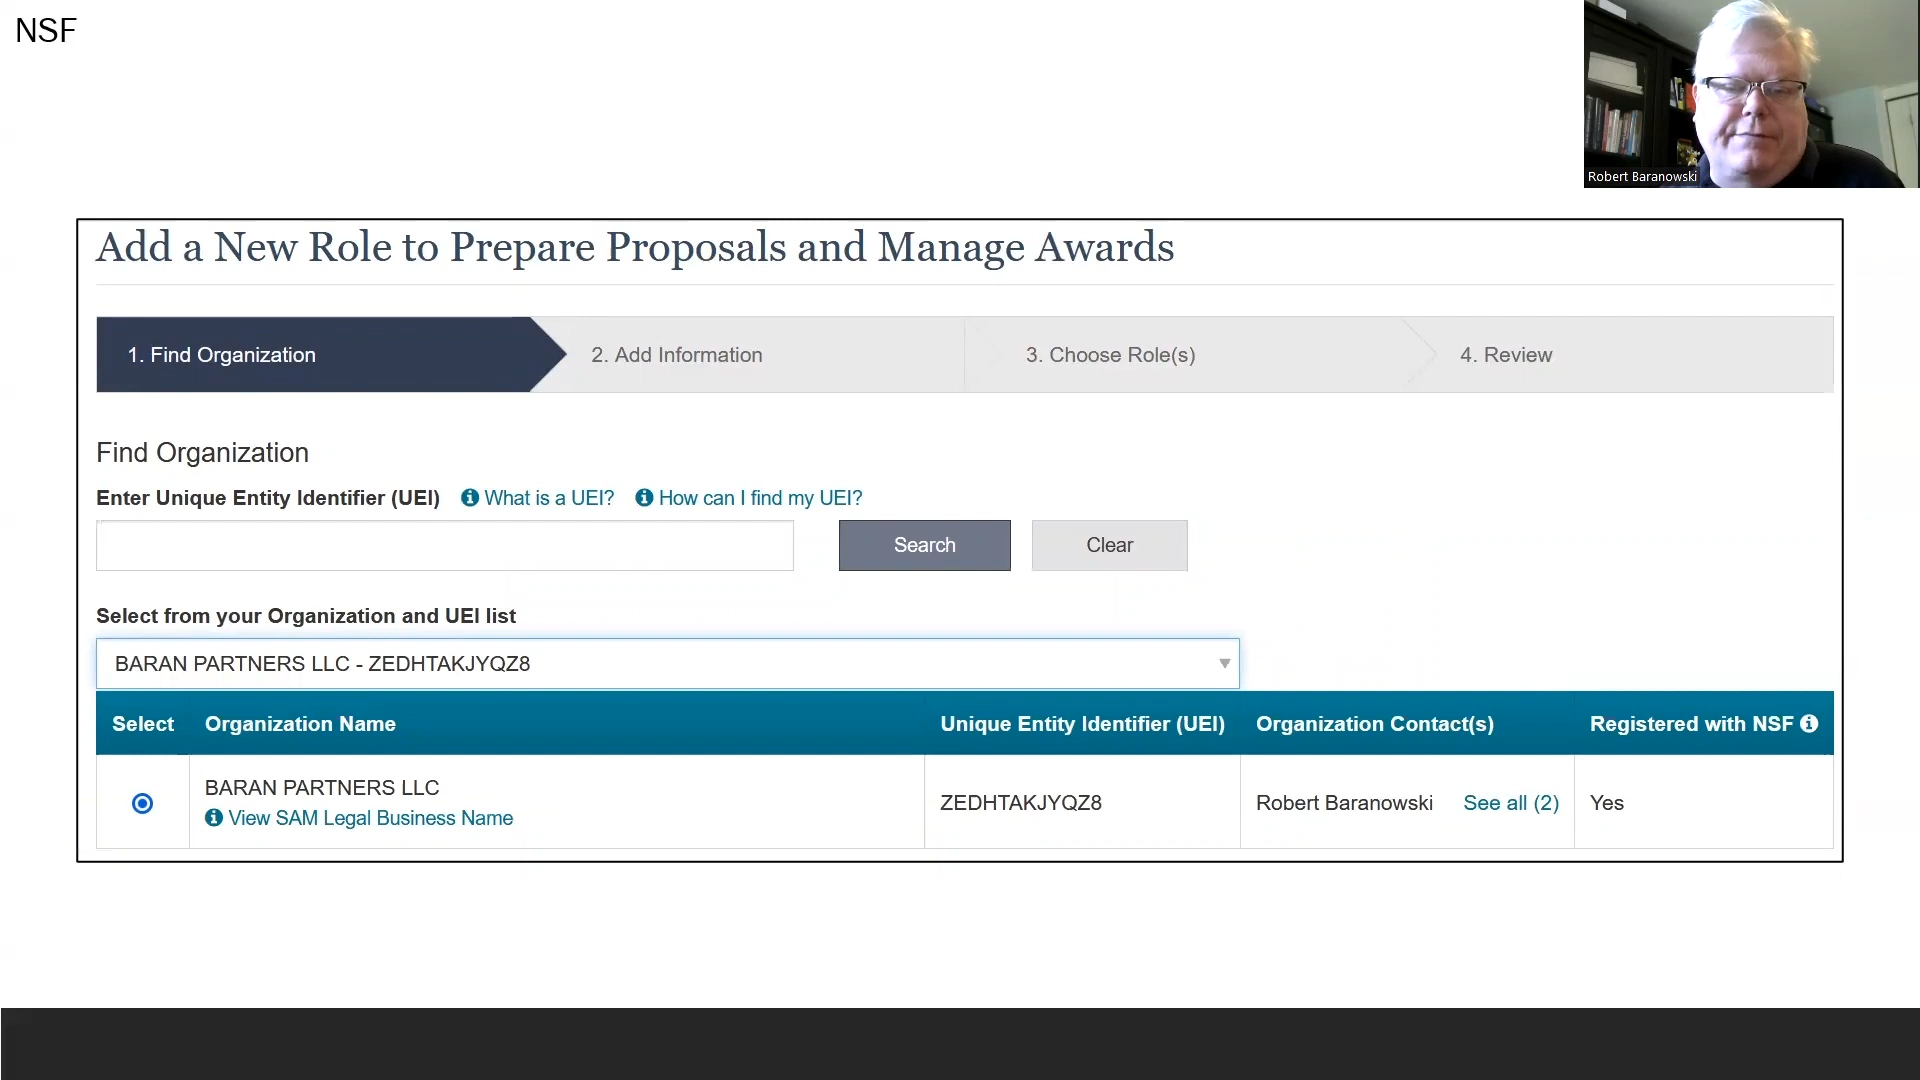 NSF
Robert Baranowski
Add a New Role to Prepare Proposals and Manage Awards
1. Find Organization
2. Add Information
3. Choose Role(s)
4. Review
Find Organization
Enter Unique Entity Identifier (UEI) What is a UEI? How can I find my UEI?
Search
Clear
Select from your Organization and UEI list
BARAN PARTNERS LLC - ZEDHTAKJYQZ8
Select Organization Name Unique Entity Identifier (UEI) Organization Contact(s) Registered with NSF
BARAN PARTNERS LLC
View SAM Legal Business Name
ZEDHTAKJYQZ8
Robert Baranowski See all (2)
Yes